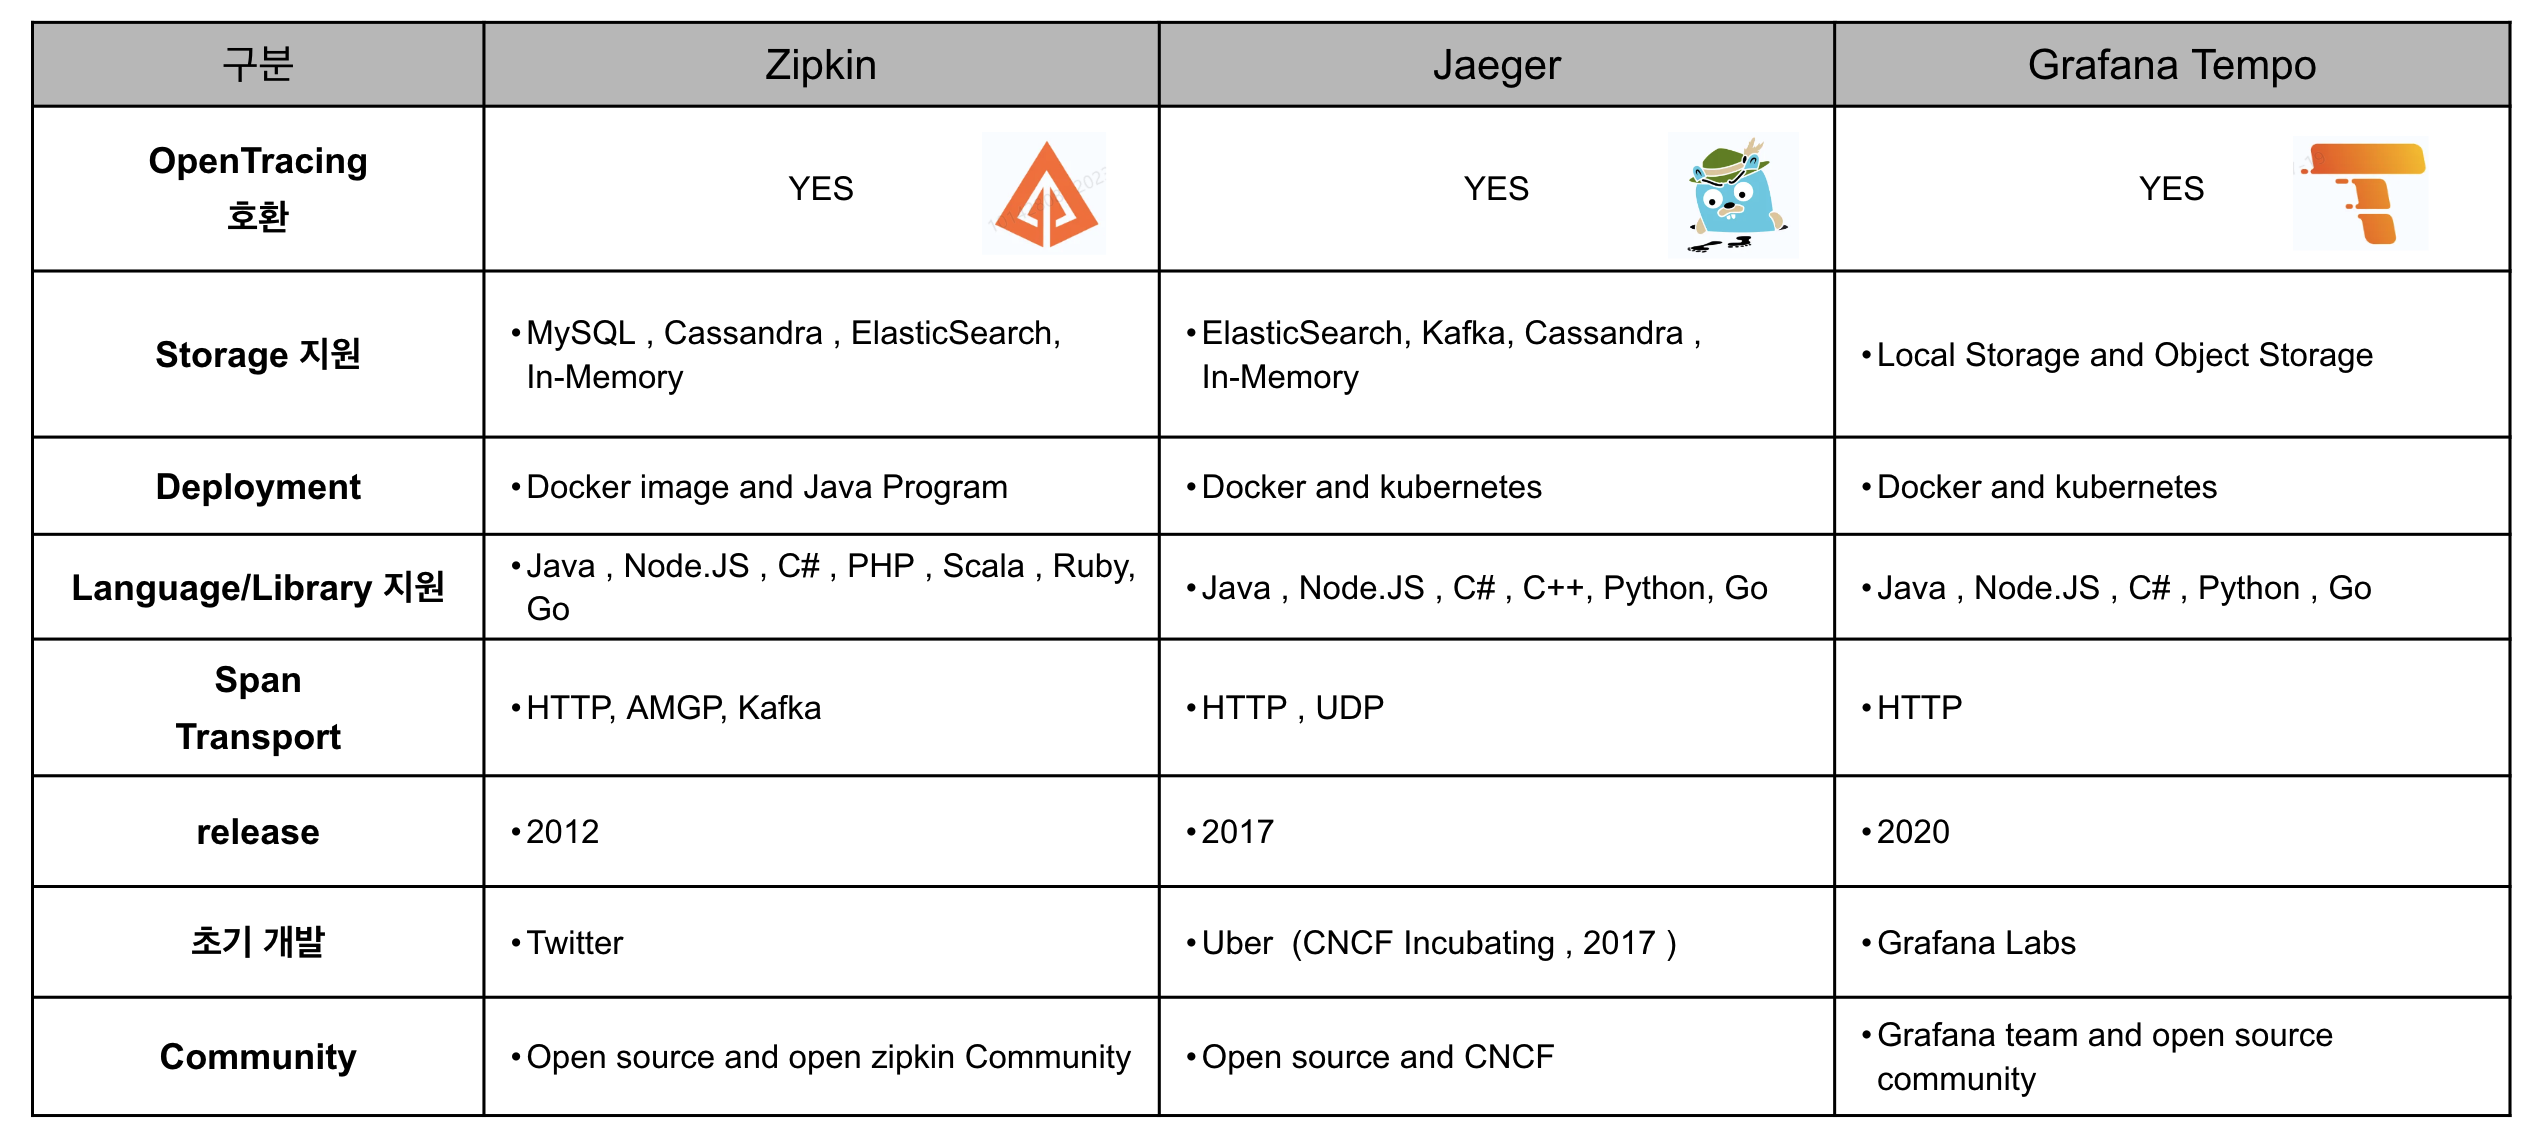 구분
Zipkin
Jaeger
Grafana Tempo
OpenTracing
호환
YES
YES
YES
Storage 지원
•MySQL , Cassandra , ElasticSearch,
In-Memory
•ElasticSearch, Kafka, Cassandra ,
In-Memory
•Local Storage and Object Storage
Deployment
•Docker image and Java Program
•Docker and kubernetes
•Docker and kubernetes
Language/Library 지원
•Java , Node.JS , C# , PHP , Scala , Ruby,
Go
•Java , Node.JS , C# , C++, Python, Go
•Java , Node.JS , C# , Python , Go
Span
Transport
•HTTP, AMGP, Kafka
•HTTP , UDP
•HTTP
release
•2012
•2017
•2020
초기 개발
•Twitter
•Uber  (CNCF Incubating , 2017 )
•Grafana Labs
Community
•Open source and open zipkin Community
•Open source and CNCF
•Grafana team and open source
community